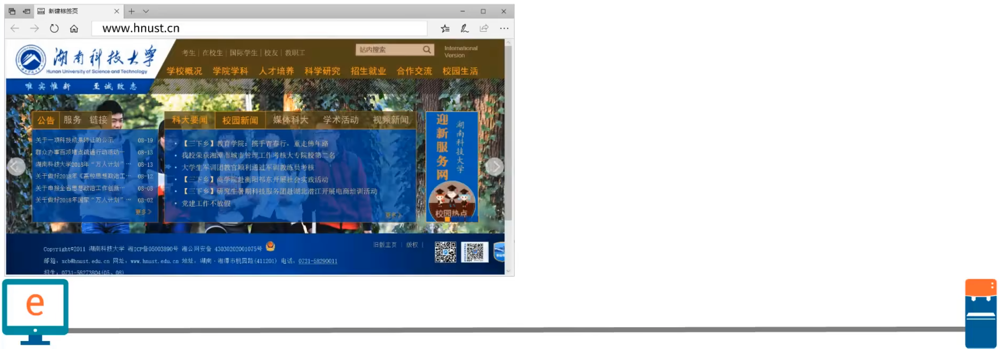 新建标签页
www.hnust.cn
湖南科技大学
Hunan University of Science and Technology
唯实惟新 至诚致志
考生 | 在校生 | 国际学生 | 校友 | 教职工
站内搜索
International
Version
学校概况 学院学科 人才培养 科学研究 招生就业 合作交流 校园生活
公告 服务 链接
关于一项科技成果转让的公示 08-19
群众办事百项堵点疏通行动活动… 08-13
湖南科技大学2018年“万人计划”… 08-13
关于做好2018年《高校思想政治工… 08-12
关于申报全省思想政治工作创新… 08-08
关于做好2018年国家“万人计划”… 08-02
更多
科大要闻 校园新闻 媒体科大 学术活动 视频新闻
• 【三下乡】教育学院：携手青春行，重走佛年路
• 我校荣获湘潭市城市管理工作考核大专院校第二名
• 大学生军训团教官顺利通过军训教练员考核
• 【三下乡】商学院赴衡阳祁东开展社会实践活动
• 【三下乡】研究生暑期科技服务团赴湖北潜江开展电商培训活动
• 党建工作不放假
更多
迎新服务网
湖南科技大学
校园热点
Copyright©2011 湖南科技大学 湘ICP备05003890号 湘公网安备 43030202001075号
旧版主页 | 版权 |
邮箱：xcb@hnust.edu.cn 网址：www.hnust.edu.cn 地址：湖南·湘潭市桃园路(411201) 电话：0731-58290011
招生：0731-58273804(05、08)
e